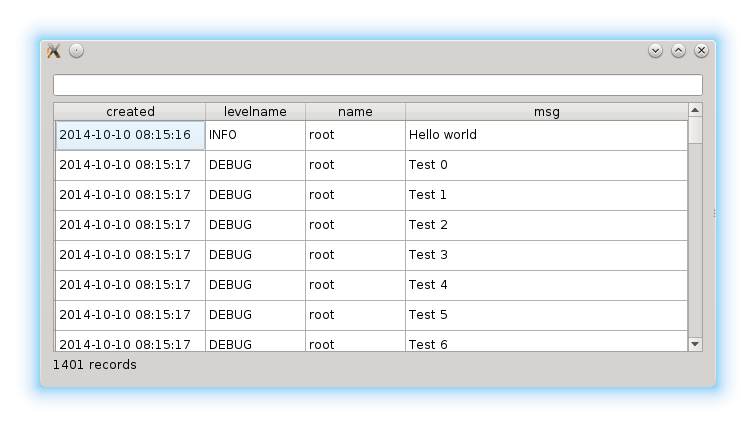 created levelname name msg
2014-10-10 08:15:16 INFO root Hello world
2014-10-10 08:15:17 DEBUG root Test 0
2014-10-10 08:15:17 DEBUG root Test 1
2014-10-10 08:15:17 DEBUG root Test 2
2014-10-10 08:15:17 DEBUG root Test 3
2014-10-10 08:15:17 DEBUG root Test 4
2014-10-10 08:15:17 DEBUG root Test 5
2014-10-10 08:15:17 DEBUG root Test 6
1401 records